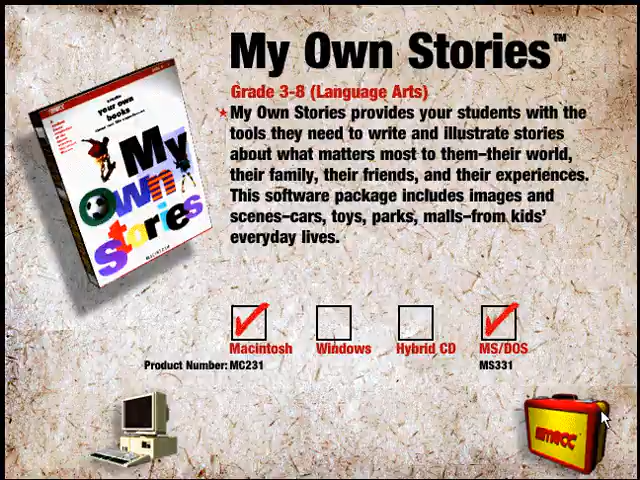 My Own Stories™
Grade 3-8 (Language Arts)
My Own Stories provides your students with the
tools they need to write and illustrate stories
about what matters most to them–their world,
their family, their friends, and their experiences.
This software package includes images and
scenes–cars, toys, parks, malls–from kids'
everyday lives.
your own
books
My
Own
Stories
Macintosh Windows Hybrid CD MS/DOS
Product Number: MC231 MS331
mecc